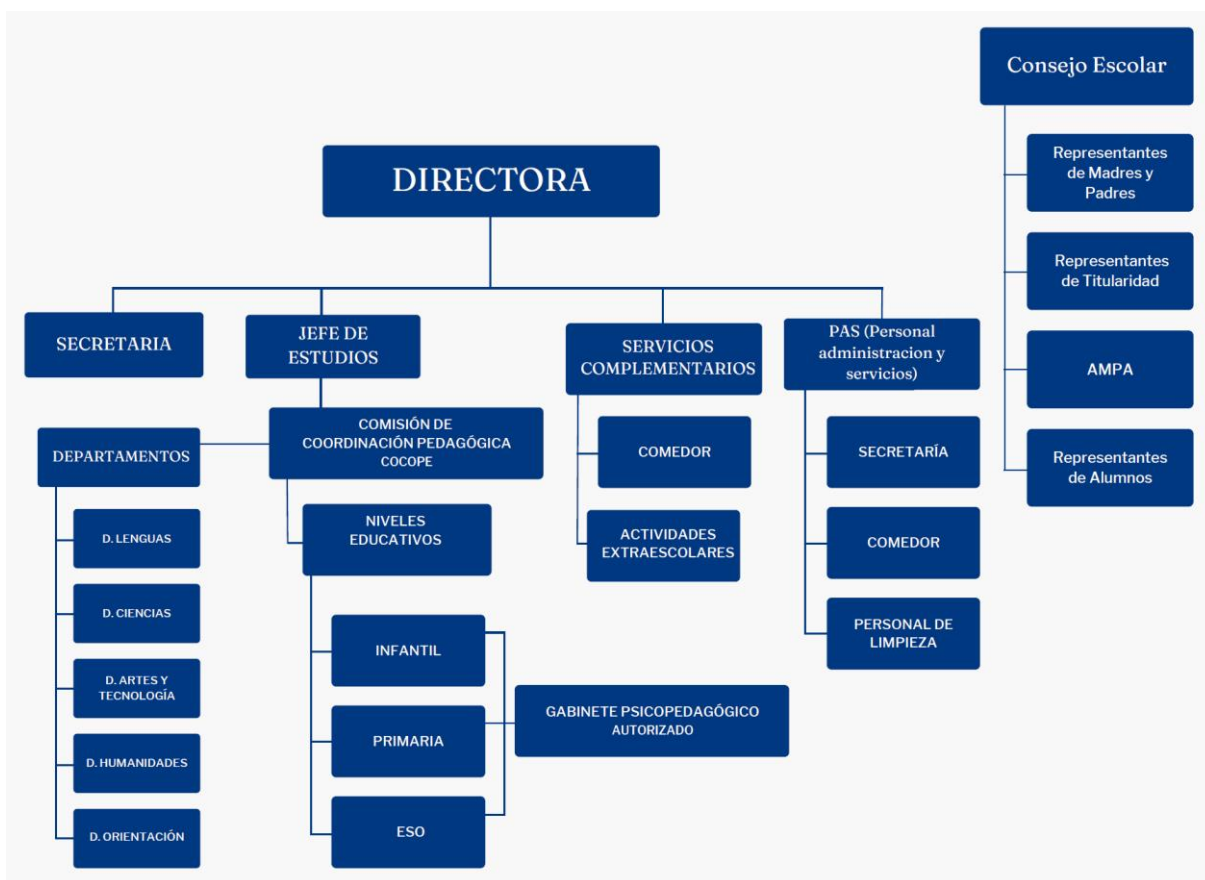 Consejo Escolar
Representantes
de Madres y
Padres
Representantes
de Titularidad
AMPA
Representantes
de Alumnos
DIRECTORA
SECRETARIA
JEFE DE
ESTUDIOS
SERVICIOS
COMPLEMENTARIOS
PAS (Personal
administracion y
servicios)
COMISIÓN DE
COORDINACIÓN PEDAGÓGICA
COCOPE
DEPARTAMENTOS
D. LENGUAS
D. CIENCIAS
D. ARTES Y
TECNOLOGÍA
D. HUMANIDADES
D. ORIENTACIÓN
NIVELES
EDUCATIVOS
INFANTIL
PRIMARIA
ESO
GABINETE PSICOPEDAGÓGICO
AUTORIZADO
COMEDOR
ACTIVIDADES
EXTRAESCOLARES
SECRETARÍA
COMEDOR
PERSONAL DE
LIMPIEZA